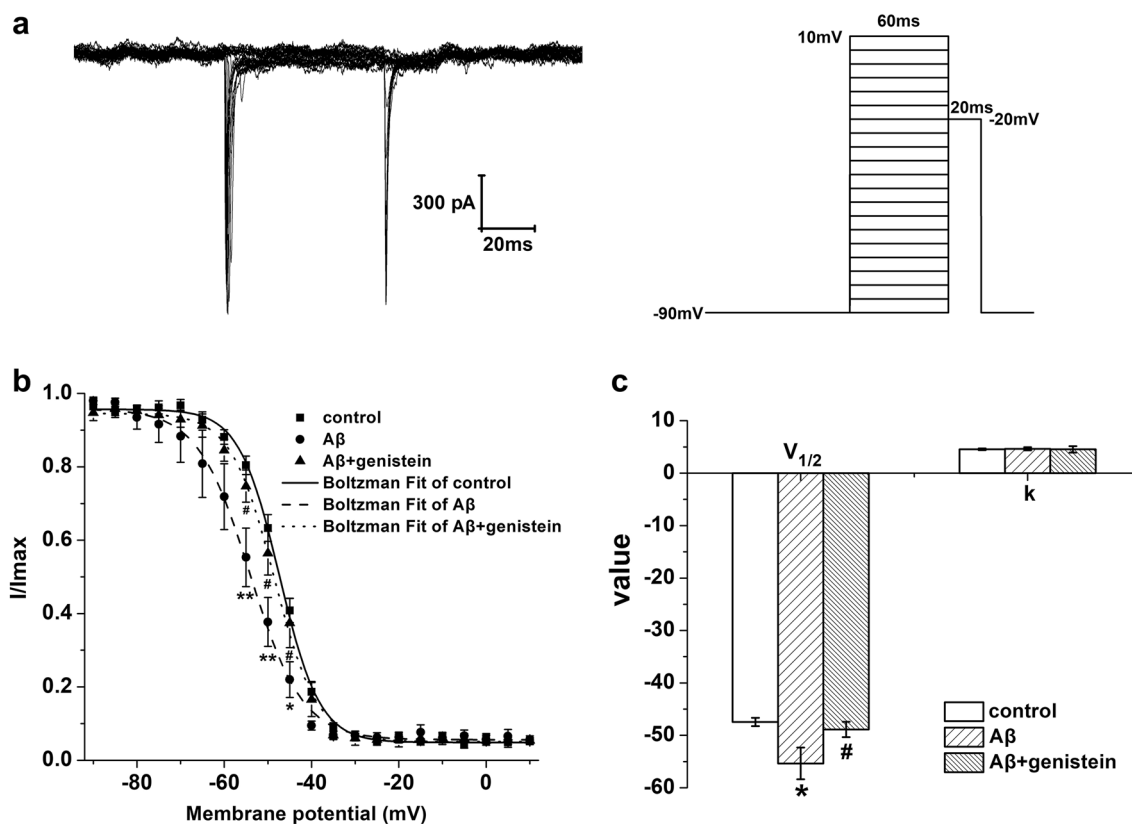 a
300 pA
20ms
60ms
10mV
20ms
-20mV
-90mV
b
I/Imax
1.0
0.8
0.6
0.4
0.2
0.0
control
Aβ
Aβ+genistein
Boltzman Fit of control
Boltzman Fit of Aβ
Boltzman Fit of Aβ+genistein
#
**
#
**
#
*
-80 -60 -40 -20 0
Membrane potential (mV)
c
value
10
0
-10
-20
-30
-40
-50
-60
V1/2
k
*
#
control
Aβ
Aβ+genistein